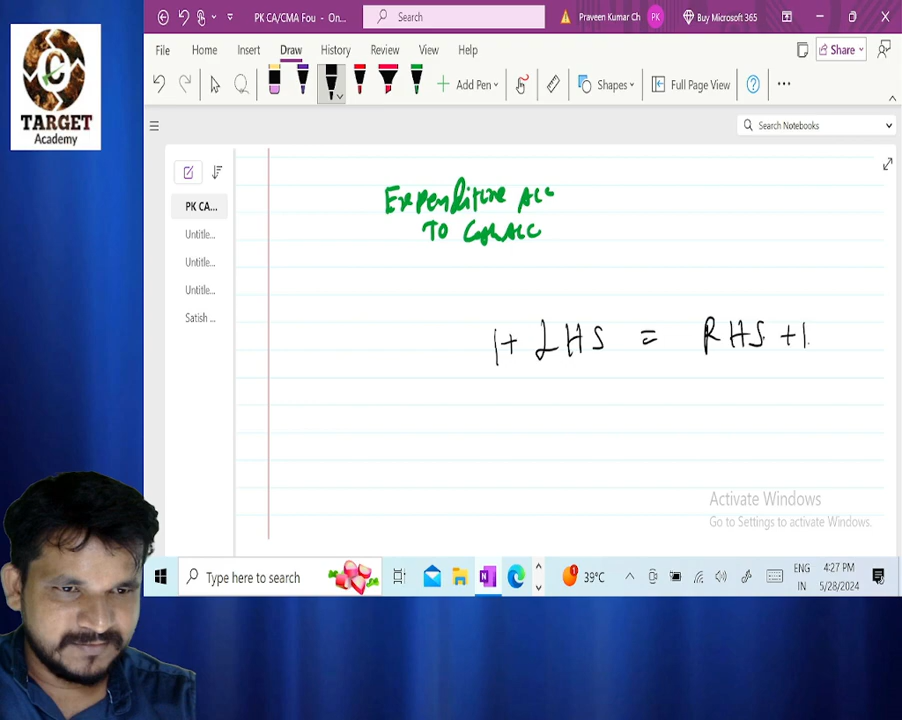 PK CA/CMA Fou - On...
Search
Praveen Kumar Ch
PK
Buy Microsoft 365
TARGET
Academy
File
Home
Insert
Draw
History
Review
View
Help
Share
Add Pen
Shapes
Full Page View
Search Notebooks
PK CA...
Untitle...
Untitle...
Untitle...
Satish ...
Expenditure A/c
To Cash A/c
1+ LHS = RHS +1
Activate Windows
Go to Settings to activate Windows.
Type here to search
39°C
ENG
IN
4:27 PM
5/28/2024